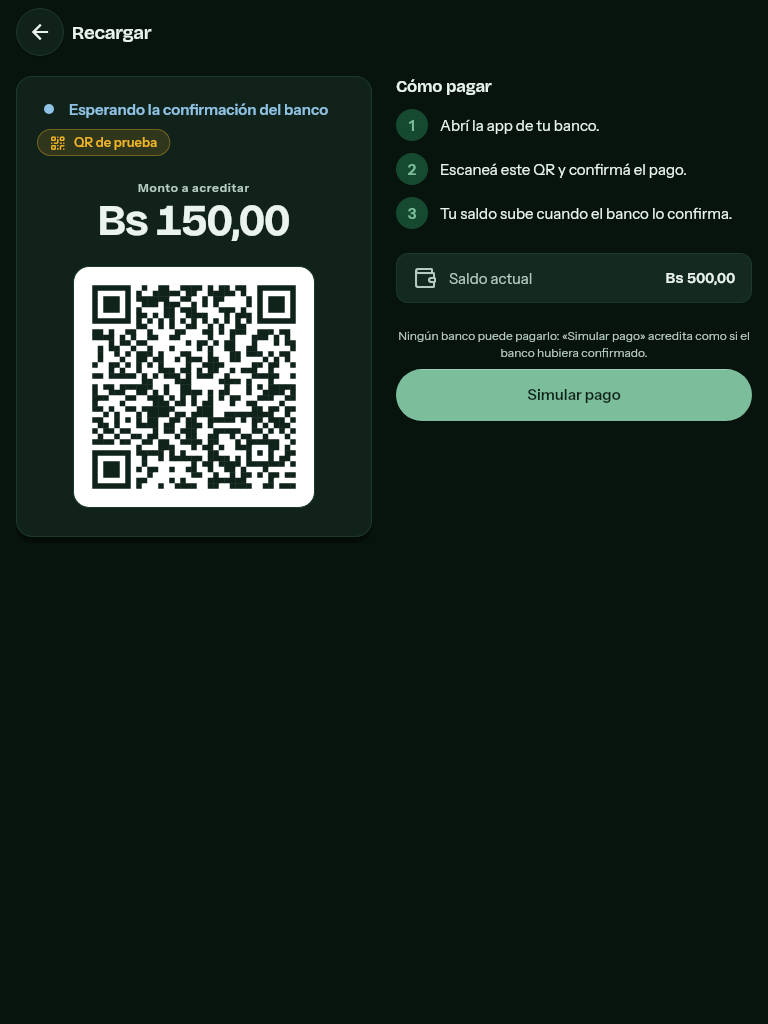 Recargar
Esperando la confirmación del banco
QR de prueba
Monto a acreditar
Bs 150,00
Cómo pagar
1 Abrí la app de tu banco.
2 Escaneá este QR y confirmá el pago.
3 Tu saldo sube cuando el banco lo confirma.
Saldo actual Bs 500,00
Ningún banco puede pagarlo: «Simular pago» acredita como si el
banco hubiera confirmado.
Simular pago